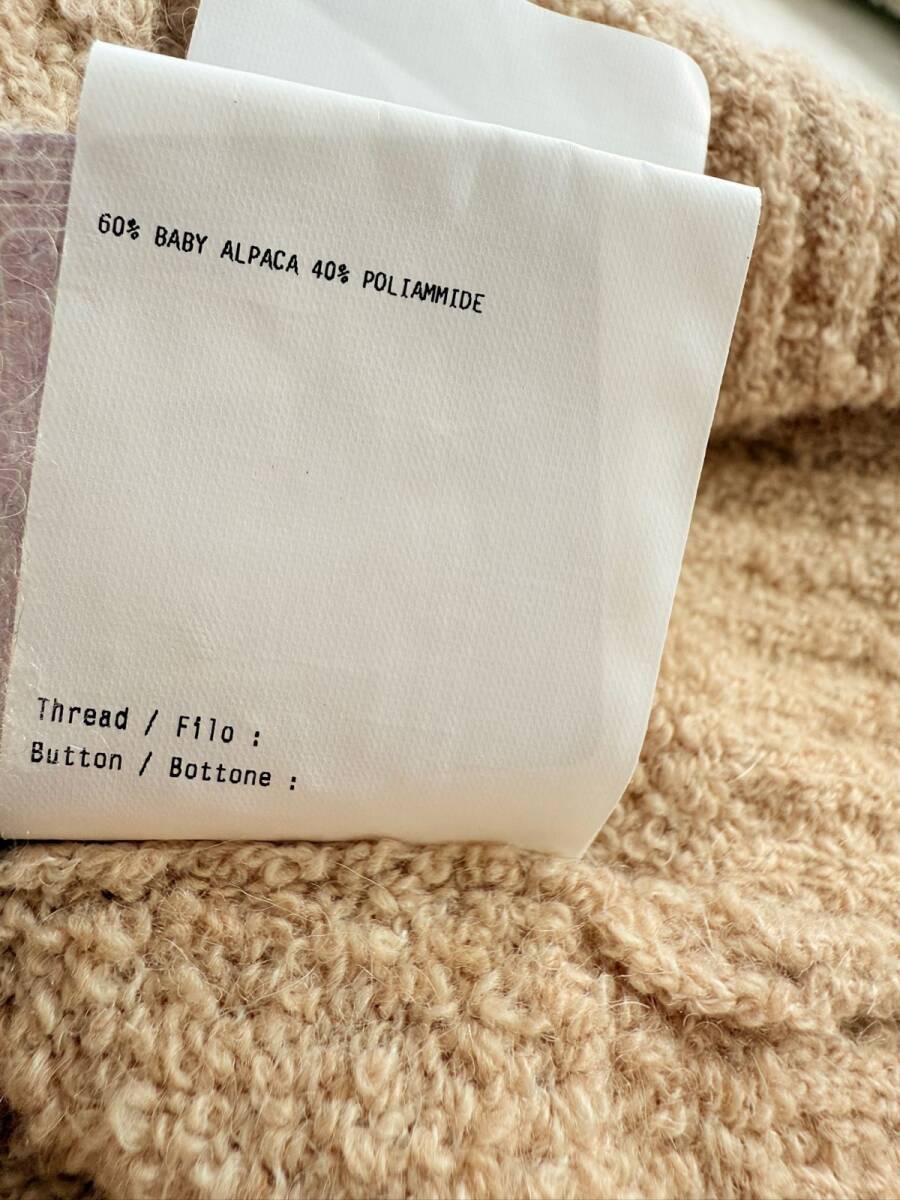 60% BABY ALPACA 40% POLIAMMIDE
Thread / Filo :
Button / Bottone :